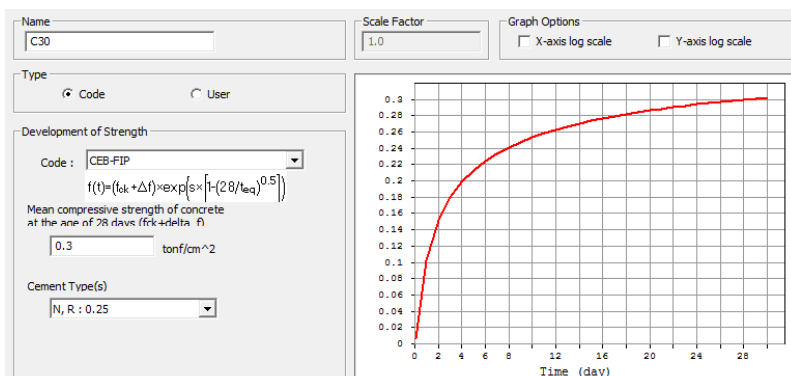 Name
C30
Scale Factor
1.0
Graph Options
X-axis log scale
Y-axis log scale
Type
Code
User
Development of Strength
Code :
CEB-FIP
f(t)=(fck+Δf)×exp{s×[1-(28/teq)^0.5]}
Mean compressive strength of concrete
at the age of 28 days (fck+delta_f)
0.3
tonf/cm^2
Cement Type(s)
N, R : 0.25
0.3
0.28
0.26
0.24
0.22
0.2
0.18
0.16
0.14
0.12
0.1
0.08
0.06
0.04
0.02
0
0 2 4 6 8 12 16 20 24 28
Time (day)